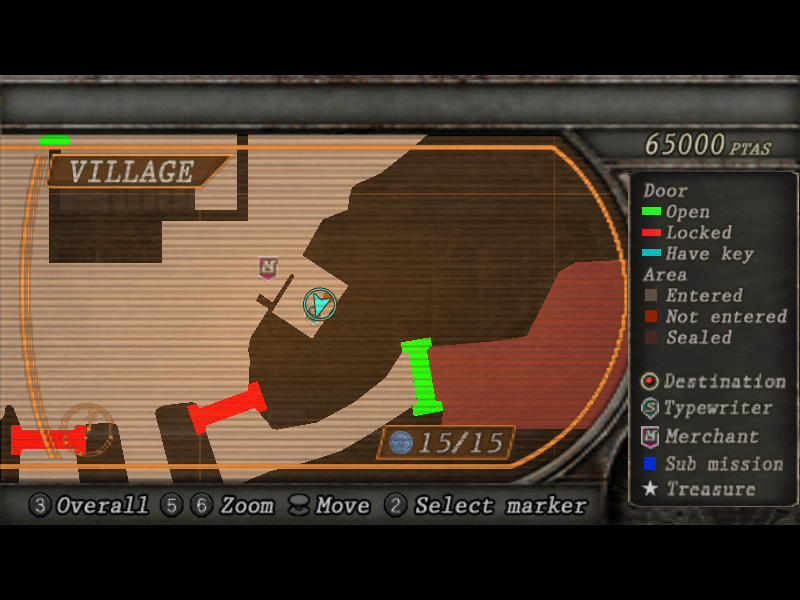 VILLAGE
65000 PTAS
Door
Open
Locked
Have key
Area
Entered
Not entered
Sealed
Destination
S Typewriter
M Merchant
Sub mission
Treasure
M
15/15
3 Overall 5 6 Zoom Move 2 Select marker